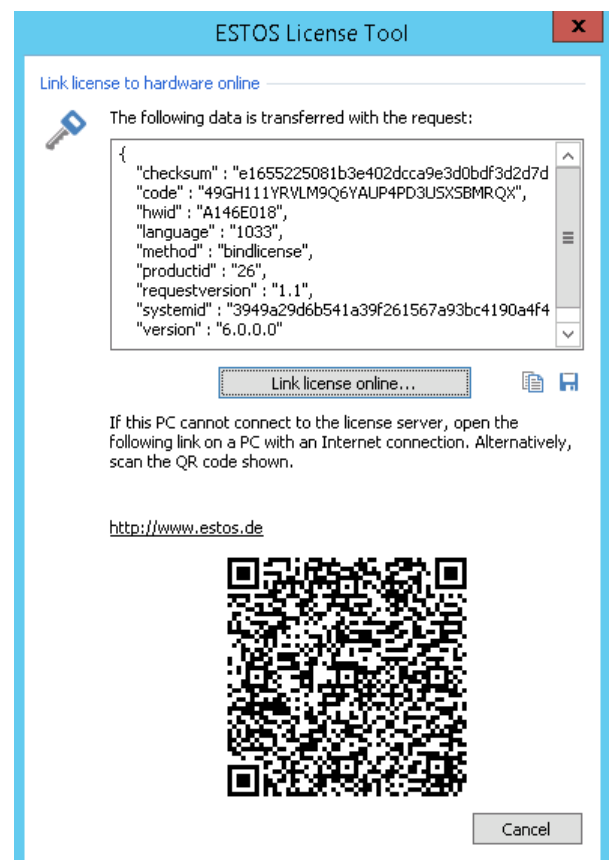 ESTOS License Tool
x
Link license to hardware online
The following data is transferred with the request:
{
"checksum" : "e1655225081b3e402dcca9e3d0bdf3d2d7d
"code" : "49GH111YRVLM9Q6YAUP4PD3USXSBMRQX",
"hwid" : "A146E018",
"language" : "1033",
"method" : "bindlicense",
"productid" : "26",
"requestversion" : "1.1",
"systemid" : "3949a29d6b541a39f261567a93bc4190a4f4
"version" : "6.0.0.0"
Link license online...
If this PC cannot connect to the license server, open the
following link on a PC with an Internet connection. Alternatively,
scan the QR code shown.
http://www.estos.de
Cancel